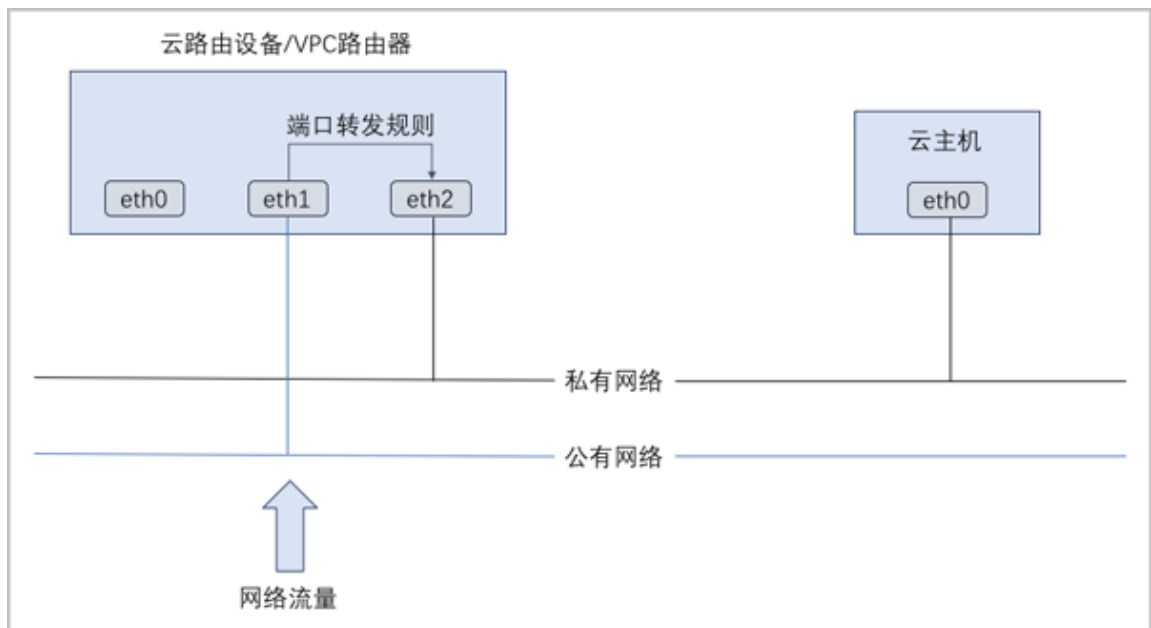 云路由设备/VPC路由器
端口转发规则
云主机
eth0
eth1
eth2
eth0
私有网络
公有网络
网络流量